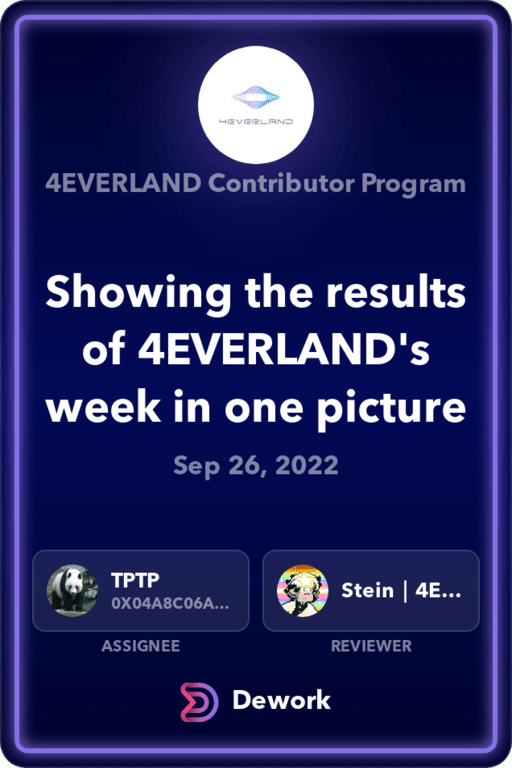 4EVERLAND
4EVERLAND Contributor Program
Showing the results
of 4EVERLAND's
week in one picture
Sep 26, 2022
TPTP
0X04A8C06A...
Stein | 4E...
ASSIGNEE
REVIEWER
Dework